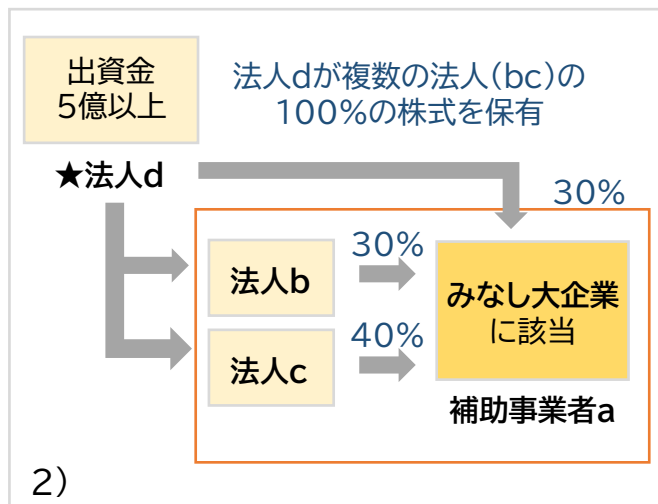 出資金
5億以上
法人dが複数の法人(bc)の
100%の株式を保有
★法人d
30%
法人b
30%
みなし大企業
に該当
法人c
40%
補助事業者a
2)